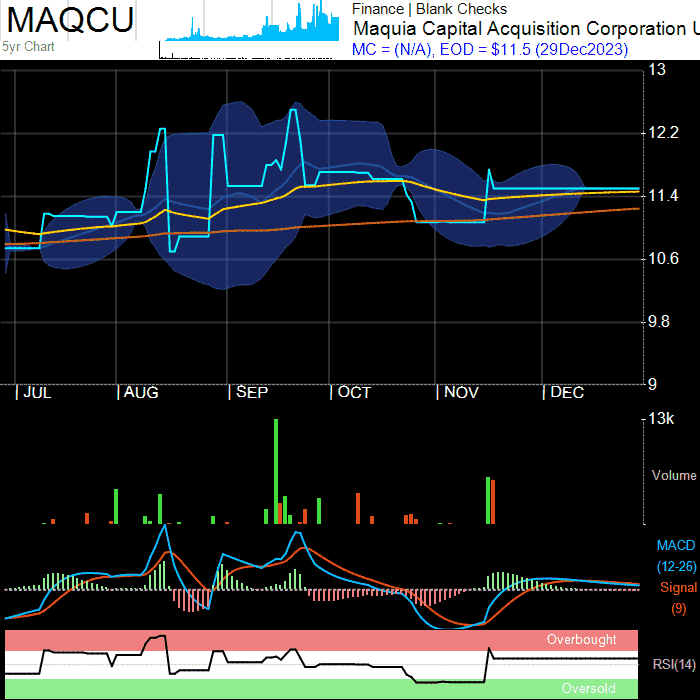 MAQCU
5yr Chart
Finance | Blank Checks
Maquia Capital Acquisition Corporation U
MC = (N/A), EOD = $11.5 (29Dec2023)
13
12.2
11.4
10.6
9.8
9
JUL
AUG
SEP
OCT
NOV
DEC
13k
Volume
MACD
(12-26)
Signal
(9)
Overbought
RSI(14)
Oversold